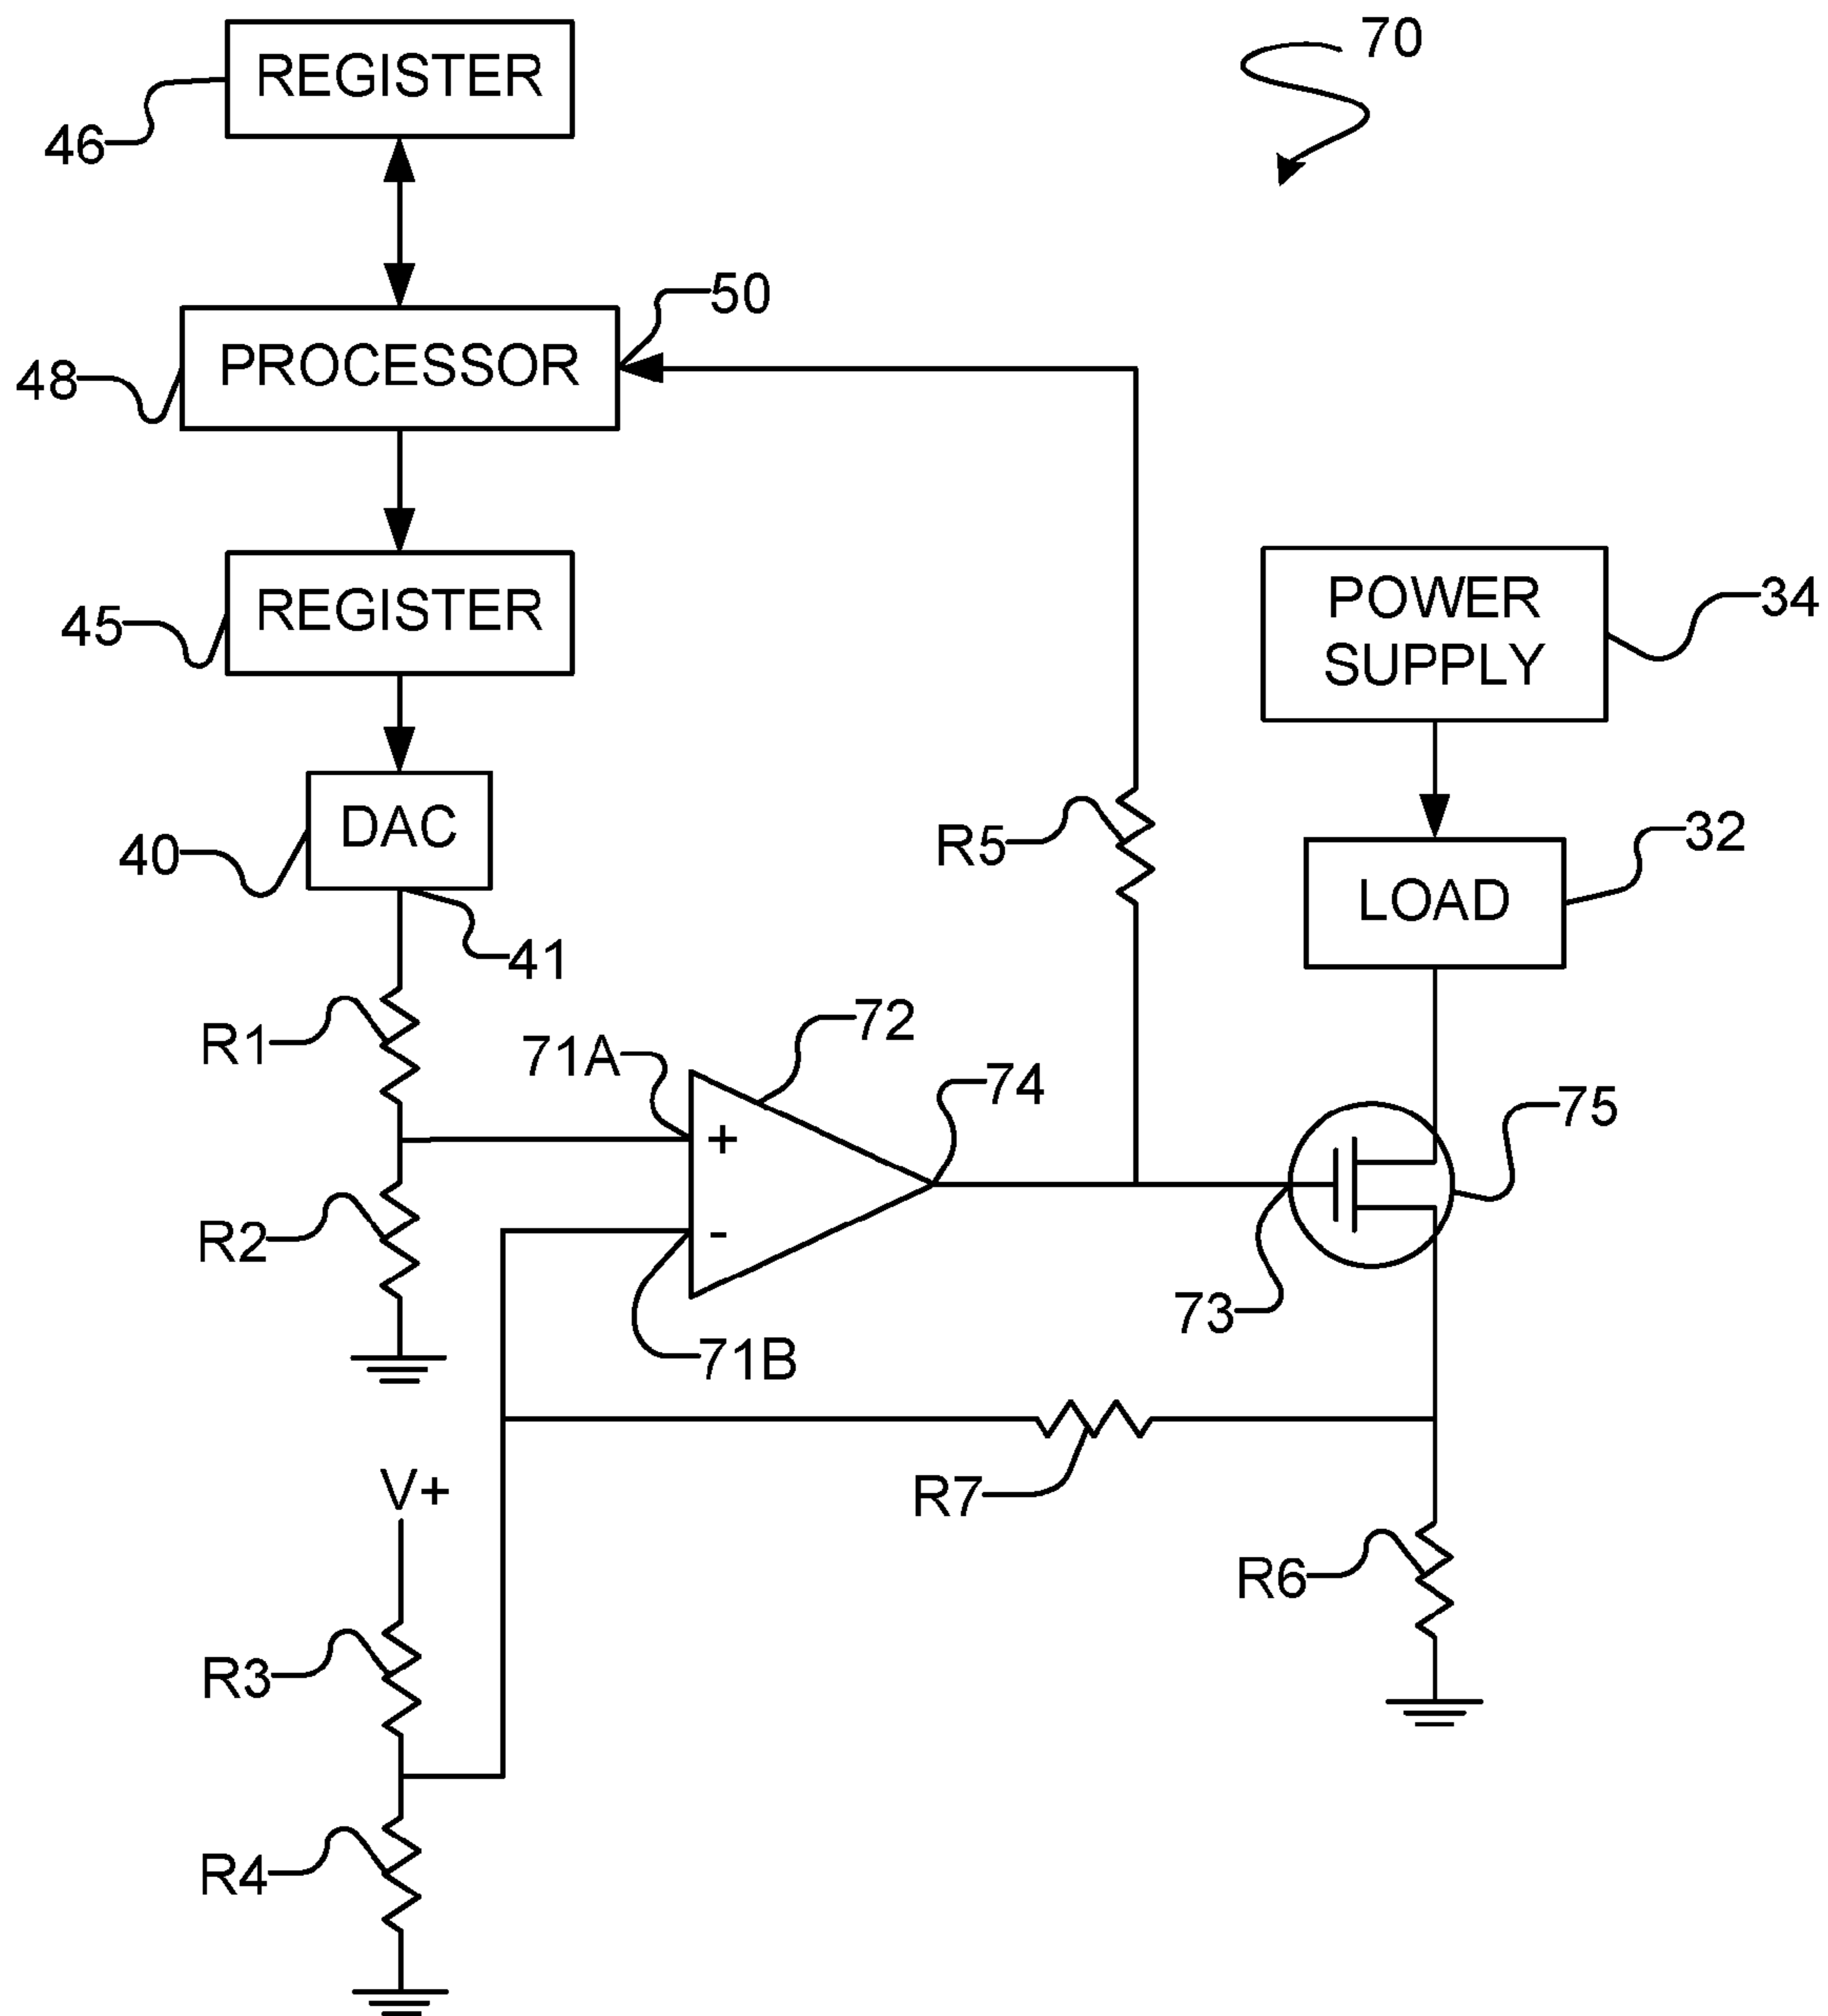 70
REGISTER
46
50
PROCESSOR
48
REGISTER
45
POWER
SUPPLY
34
DAC
40
R5
32
LOAD
41
R1
72
71A
74
75
+
R2
-
73
71B
V+
R7
R6
R3
R4